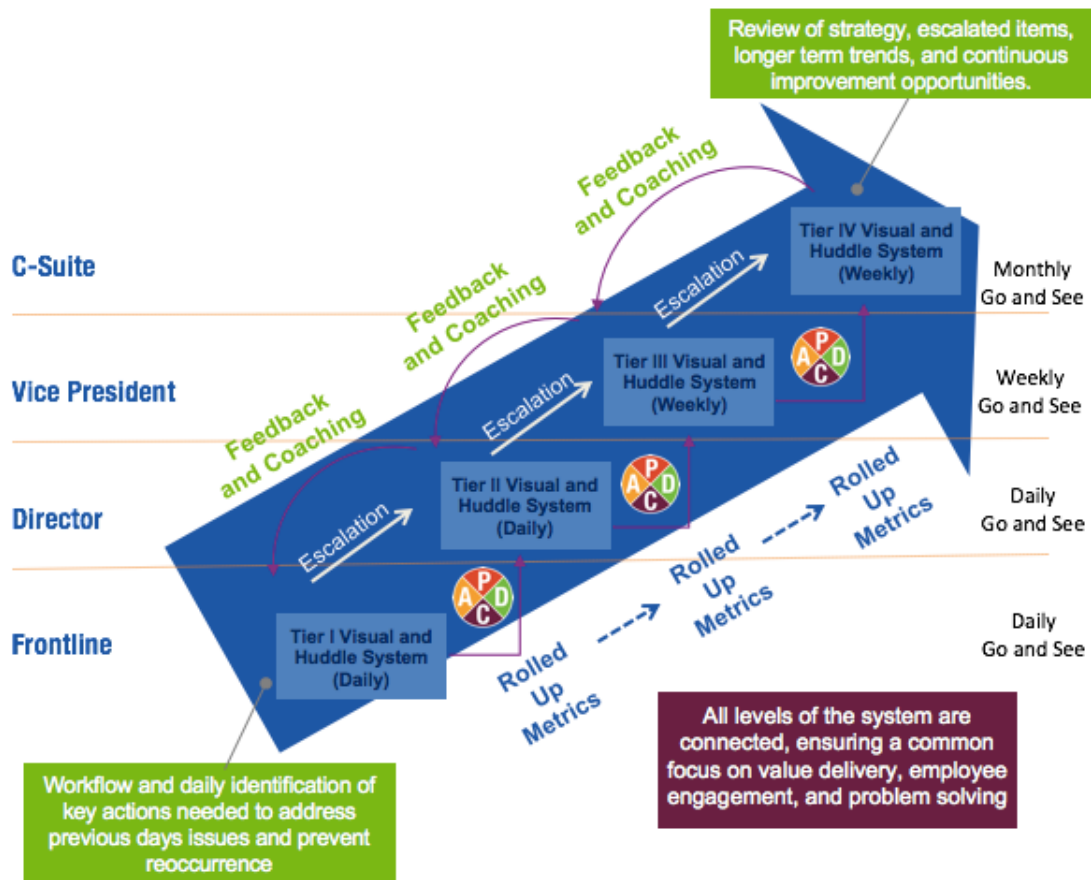 Review of strategy, escalated items,
longer term trends, and continuous
improvement opportunities.
Feedback
and Coaching
Tier IV Visual and
Huddle System
(Weekly)
C-Suite
Escalation
Monthly
Go and See
Feedback
and Coaching
Tier III Visual and
Huddle System
(Weekly)
P
A D
C
Vice President
Escalation
Weekly
Go and See
Feedback
and Coaching
Tier II Visual and
Huddle System
(Daily)
P
A D
C
Director
Escalation
Rolled
Up
Metrics
Daily
Go and See
Rolled
Up
Metrics
P
A D
C
Frontline
Tier I Visual and
Huddle System
(Daily)
Rolled
Up
Metrics
Daily
Go and See
All levels of the system are
connected, ensuring a common
focus on value delivery, employee
engagement, and problem solving
Workflow and daily identification of
key actions needed to address
previous days issues and prevent
reoccurrence